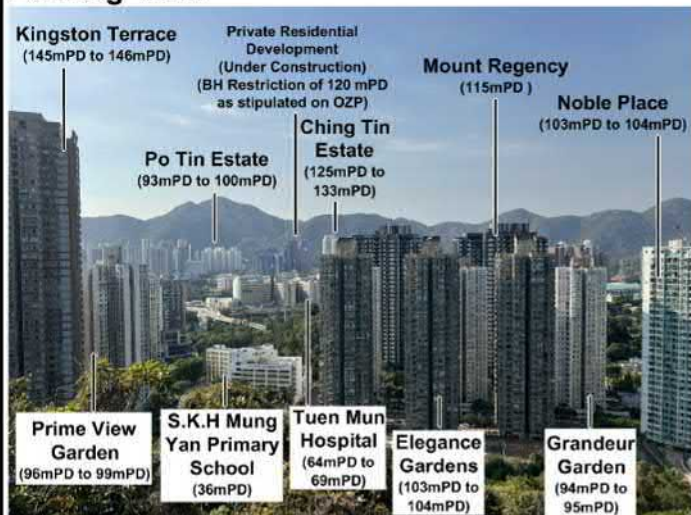 Kingston Terrace
(145mPD to 146mPD)
Private Residential
Development
(Under Construction)
(BH Restriction of 120 mPD
as stipulated on OZP)
Mount Regency
(115mPD )
Noble Place
(103mPD to 104mPD)
Po Tin Estate
(93mPD to 100mPD)
Ching Tin
Estate
(125mPD to
133mPD)
Prime View
Garden
(96mPD to 99mPD)
S.K.H Mung
Yan Primary
School
(36mPD)
Tuen Mun
Hospital
(64mPD to
69mPD)
Elegance
Gardens
(103mPD to
104mPD)
Grandeur
Garden
(94mPD to
95mPD)